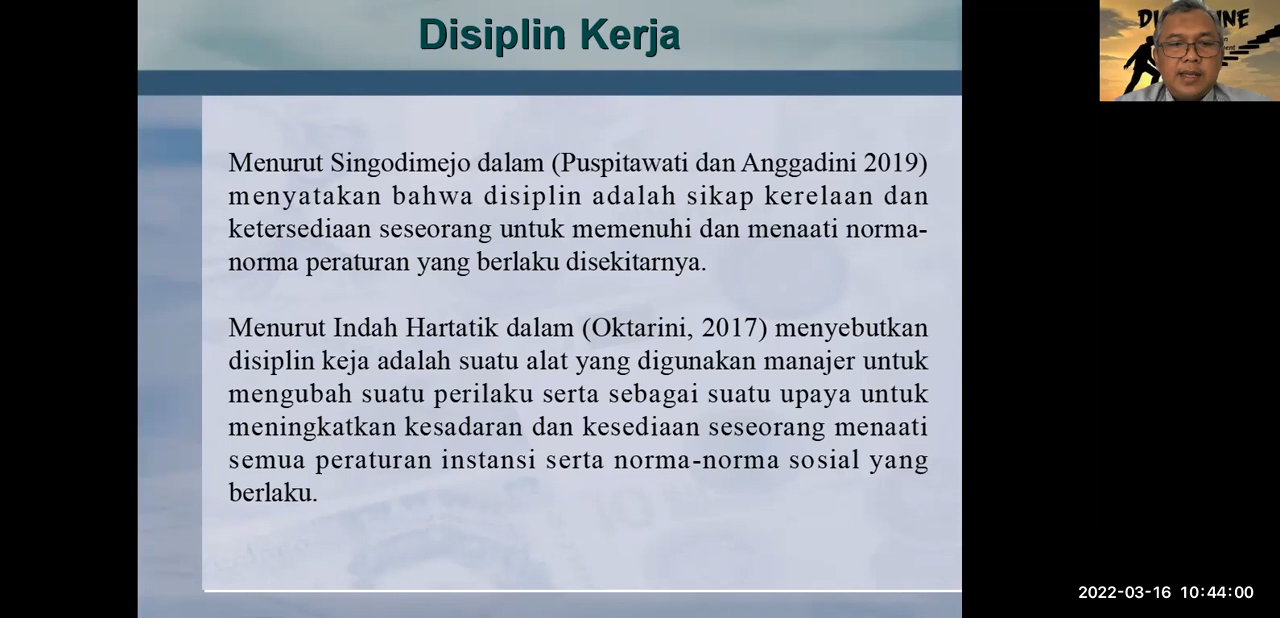 Disiplin Kerja
Menurut Singodimejo dalam (Puspitawati dan Anggadini 2019)
menyatakan bahwa disiplin adalah sikap kerelaan dan
ketersediaan seseorang untuk memenuhi dan menaati norma-
norma peraturan yang berlaku disekitarnya.
Menurut Indah Hartatik dalam (Oktarini, 2017) menyebutkan
disiplin keja adalah suatu alat yang digunakan manajer untuk
mengubah suatu perilaku serta sebagai suatu upaya untuk
meningkatkan kesadaran dan kesediaan seseorang menaati
semua peraturan instansi serta norma-norma sosial yang
berlaku.
2022-03-16 10:44:00